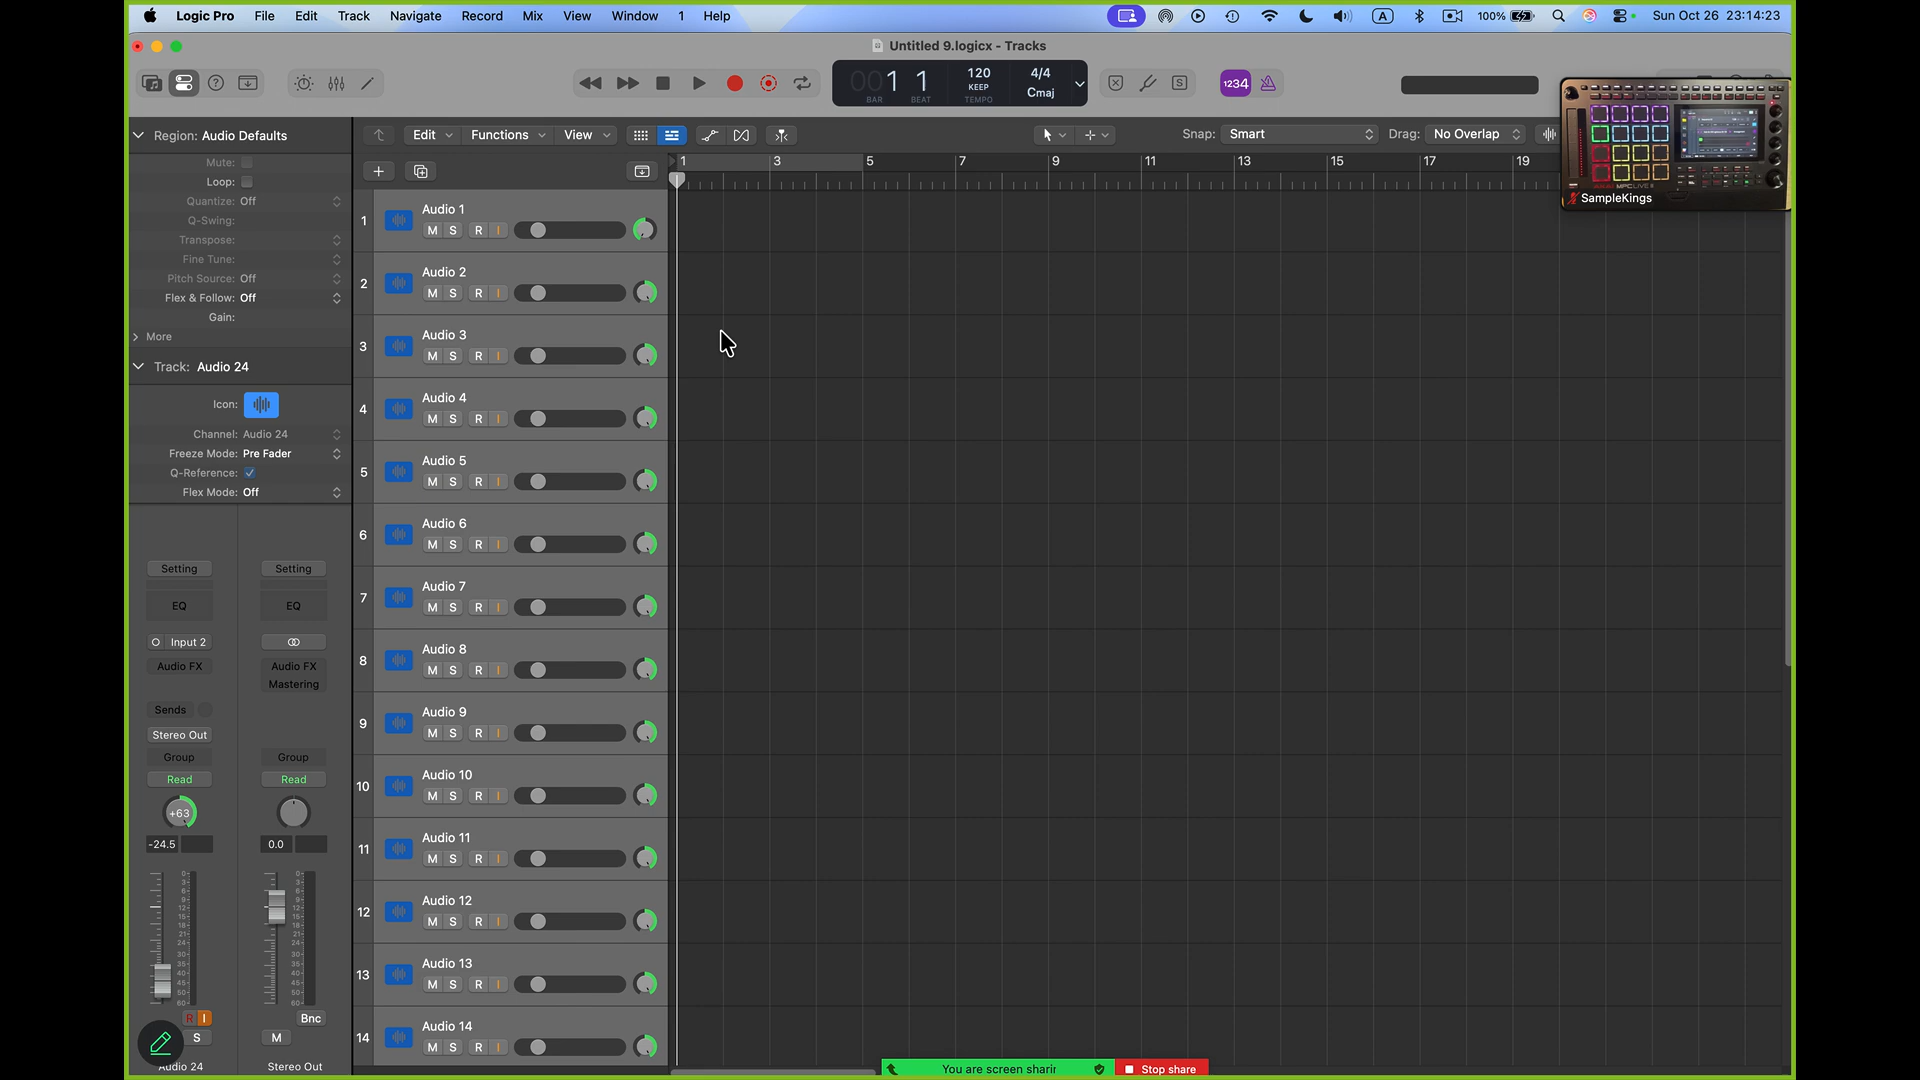 Logic Pro File Edit Track Navigate Record Mix View Window 1 Help
A 100% Sun Oct 26 23:14:23
Untitled 9.logicx - Tracks
001 1
BAR BEAT
120
KEEP
TEMPO
4/4
Cmaj
S
1234
Region: Audio Defaults
Mute:
Loop:
Quantize: Off
Q-Swing:
Transpose:
Fine Tune:
Pitch Source: Off
Flex & Follow: Off
Gain:
More
Track: Audio 24
Icon:
Channel: Audio 24
Freeze Mode: Pre Fader
Q-Reference:
Flex Mode: Off
Setting Setting
EQ EQ
Input 2
Audio FX Audio FX
Mastering
Sends
Stereo Out
Group Group
Read Read
+63
-24.5 0.0
R I Bnc
S M
Audio 24 Stereo Out
Edit Functions View
Snap: Smart Drag: No Overlap
1 3 5 7 9 11 13 15 17 19
SampleKings
1 Audio 1
M S R I
2 Audio 2
M S R I
3 Audio 3
M S R I
4 Audio 4
M S R I
5 Audio 5
M S R I
6 Audio 6
M S R I
7 Audio 7
M S R I
8 Audio 8
M S R I
9 Audio 9
M S R I
10 Audio 10
M S R I
11 Audio 11
M S R I
12 Audio 12
M S R I
13 Audio 13
M S R I
14 Audio 14
M S R I
You are screen sharin
Stop share